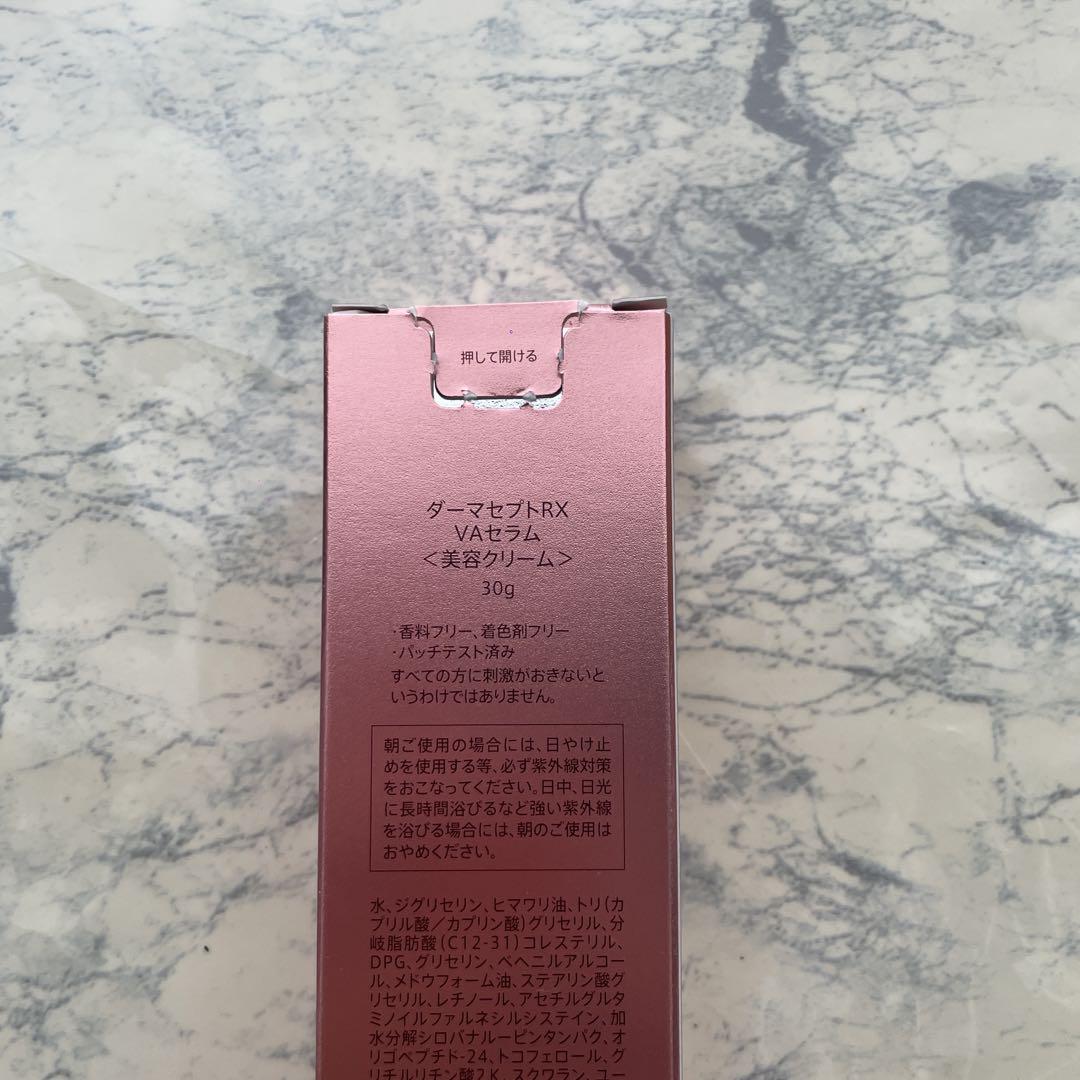 押して開ける
ダーマセプトRX
VAセラム
<美容クリーム>
30g
・香料フリー、着色剤フリー
・パッチテスト済み
すべての方に刺激がおきないと
いうわけではありません。
朝ご使用の場合には、日やけ止
めを使用する等、必ず紫外線対策
をおこなってください。日中、日光
に長時間浴びるなど強い紫外線
を浴びる場合には、朝のご使用は
おやめください。
水、ジグリセリン、ヒマワリ油、トリ(カ
プリル酸/カプリン酸)グリセリル、分
岐脂肪酸(C12-31)コレステリル、
DPG、グリセリン、ベヘニルアルコー
ル、メドウフォーム油、ステアリン酸グ
リセリル、レチノール、アセチルグルタ
ミノイルファルネシルシステイン、加
水分解シロバナルーピンタンパク、オ
リゴペプチド-24、トコフェロール、グ
リチルリチン酸2K、スクワラン、ユー